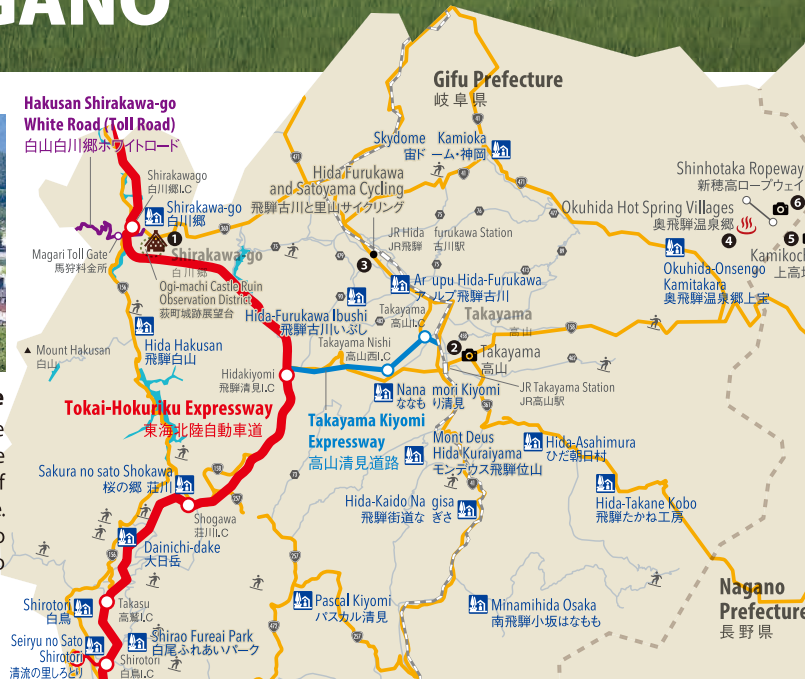 GANO
Gifu Prefecture
岐阜県
Hakusan Shirakawa-go
White Road (Toll Road)
白山白川郷ホワイトロード
Skydome Kamioka
宙ドーム・神岡
Shirakawago
白川郷I.C
Hida Furukawa
and Satoyama Cycling
飛騨古川と里山サイクリング
Shinhotaka Ropeway
新穂高ロープウェイ
Shirakawa-go
白川郷
Okuhida Hot Spring Villages
奥飛騨温泉郷
Magari Toll Gate
馬狩料金所
Shirakawa-go
白川郷
JR Hida furukawa Station
JR飛騨 古川駅
Kamikoch
上高地
Ogi-machi Castle Ruin
Observation District
荻町城跡展望台
Ar upu Hida-Furukawa
アルプ飛騨古川
Okuhida-Onsengo
Kamitakara
奥飛騨温泉郷上宝
Hida-Furukawa Ibushi
飛騨古川いぶし
Takayama
高山I.C
Takayama
高山
Hida Hakusan
飛騨白山
Takayama Nishi
高山西I.C
Takayama
高山
Mount Hakusan
白山
Hidakiyomi
飛騨清見I.C
JR Takayama Station
JR高山駅
Nana mori Kiyomi
ななも り清見
Tokai-Hokuriku Expressway
東海北陸自動車道
Takayama Kiyomi
Expressway
高山清見道路
Mont Deus
Hida Kuraiyama
モンデウス飛騨位山
Hida-Asahimura
ひだ朝日村
Sakura no sato Shokawa
桜の郷 荘川
Hida-Takane Kobo
飛騨たかね工房
Hida-Kaido Na gisa
飛騨街道な ぎさ
Shogawa
荘川I.C
Dainichi-dake
大日岳
Nagano
Prefecture
長野県
Shirotori
白鳥
Takasu
高鷲I.C
Pascal Kiyomi
パスカル清見
Minamihida Osaka
南飛騨小坂はなもも
Seiryu no Sato
Shirotori
清流の里しろとり
Shirao Fureai Park
白尾ふれあいパーク
Shirotori
白鳥I.C